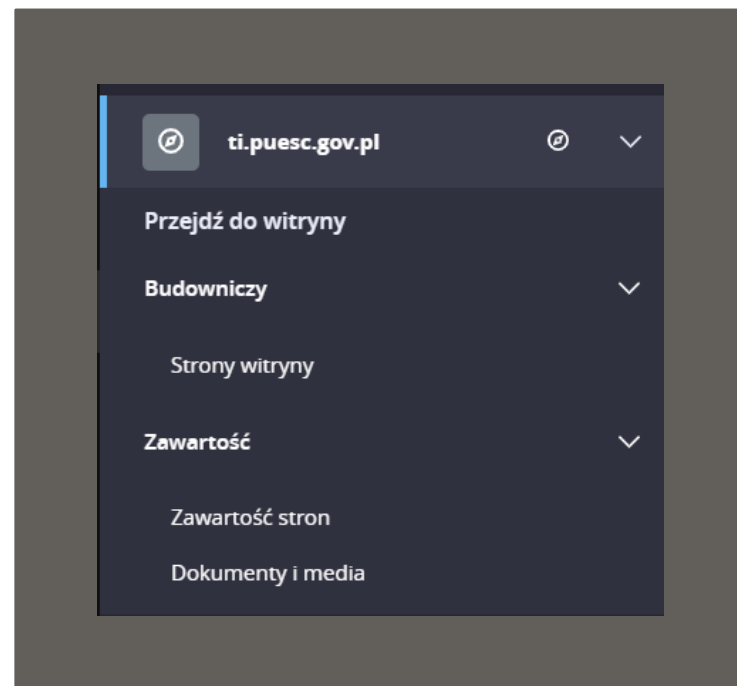 ti.puesc.gov.pl
Przejdź do witryny
Budowniczy
Strony witryny
Zawartość
Zawartość stron
Dokumenty i media